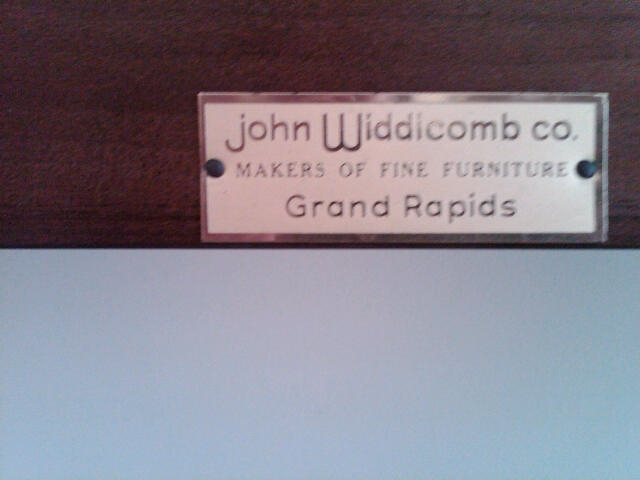 John Widdicomb co.
MAKERS OF FINE FURNITURE
Grand Rapids